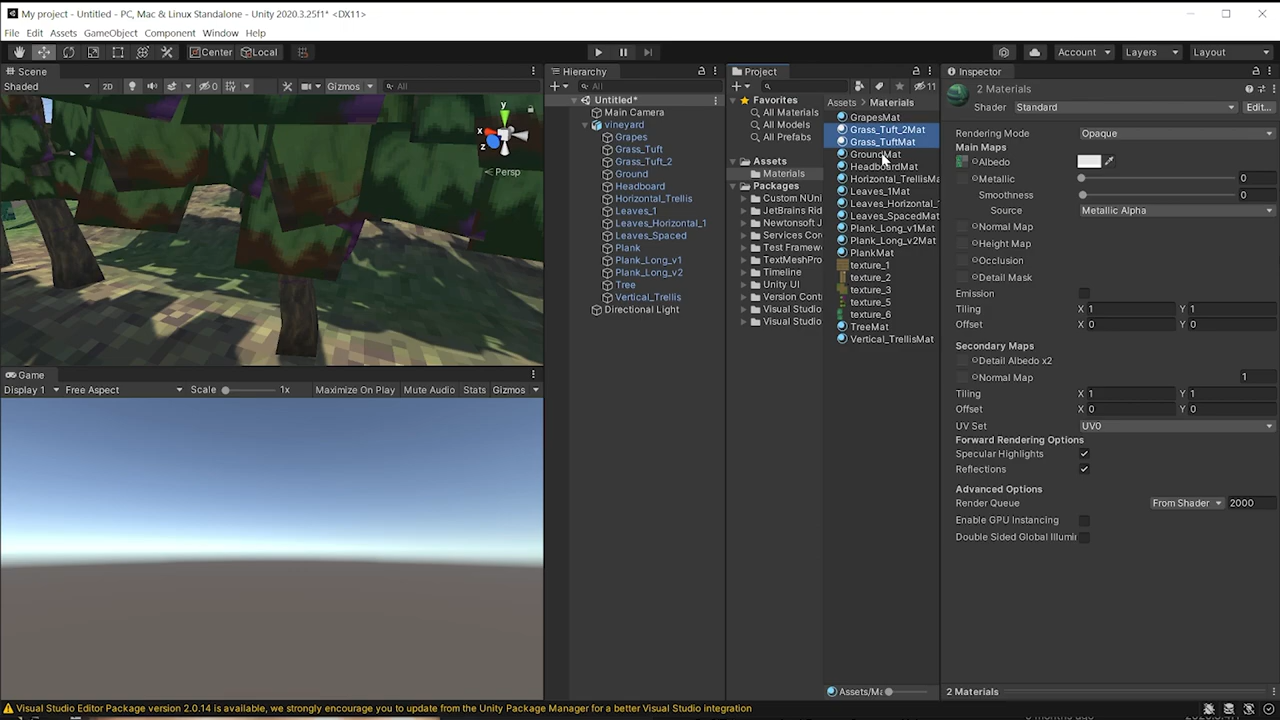 My project - Untitled - PC, Mac & Linux Standalone - Unity 2020.3.25f1* <DX11>
File Edit Assets GameObject Component Window Help
Center Local Account Layers Layout
Scene
Shaded 2D 0 Gizmos All
y
x
z
Persp
Game
Display 1 Free Aspect Scale 1x Maximize On Play Mute Audio Stats Gizmos
Hierarchy
All
Untitled*
Main Camera
vineyard
Grapes
Grass_Tuft
Grass_Tuft_2
Ground
Headboard
Horizontal_Trellis
Leaves_1
Leaves_Horizontal_1
Leaves_Spaced
Plank
Plank_Long_v1
Plank_Long_v2
Tree
Vertical_Trellis
Directional Light
Project
11
Favorites
All Materials
All Models
All Prefabs
Assets
Materials
Packages
Custom NUni
JetBrains Rid
Newtonsoft J
Services Cor
Test Framew
TextMeshPro
Timeline
Unity UI
Version Cont
Visual Studio
Visual Studio
Assets > Materials
GrapesMat
Grass_Tuft_2Mat
Grass_TuftMat
GroundMat
HeadboardMat
Horizontal_TrellisMa
Leaves_1Mat
Leaves_Horizontal_
Leaves_SpacedMat
Plank_Long_v1Mat
Plank_Long_v2Mat
PlankMat
texture_1
texture_2
texture_3
texture_5
texture_6
TreeMat
Vertical_TrellisMat
Assets/Ma
Inspector
2 Materials
Shader Standard Edit...
Rendering Mode Opaque
Main Maps
Albedo
Metallic 0
Smoothness 0
Source Metallic Alpha
Normal Map
Height Map
Occlusion
Detail Mask
Emission
Tiling X 1 Y 1
Offset X 0 Y 0
Secondary Maps
Detail Albedo x2
Normal Map 1
Tiling X 1 Y 1
Offset X 0 Y 0
UV Set UV0
Forward Rendering Options
Specular Highlights
Reflections
Advanced Options
Render Queue From Shader 2000
Enable GPU Instancing
Double Sided Global Illumi
2 Materials
Visual Studio Editor Package version 2.0.14 is available, we strongly encourage you to update from the Unity Package Manager for a better Visual Studio integration